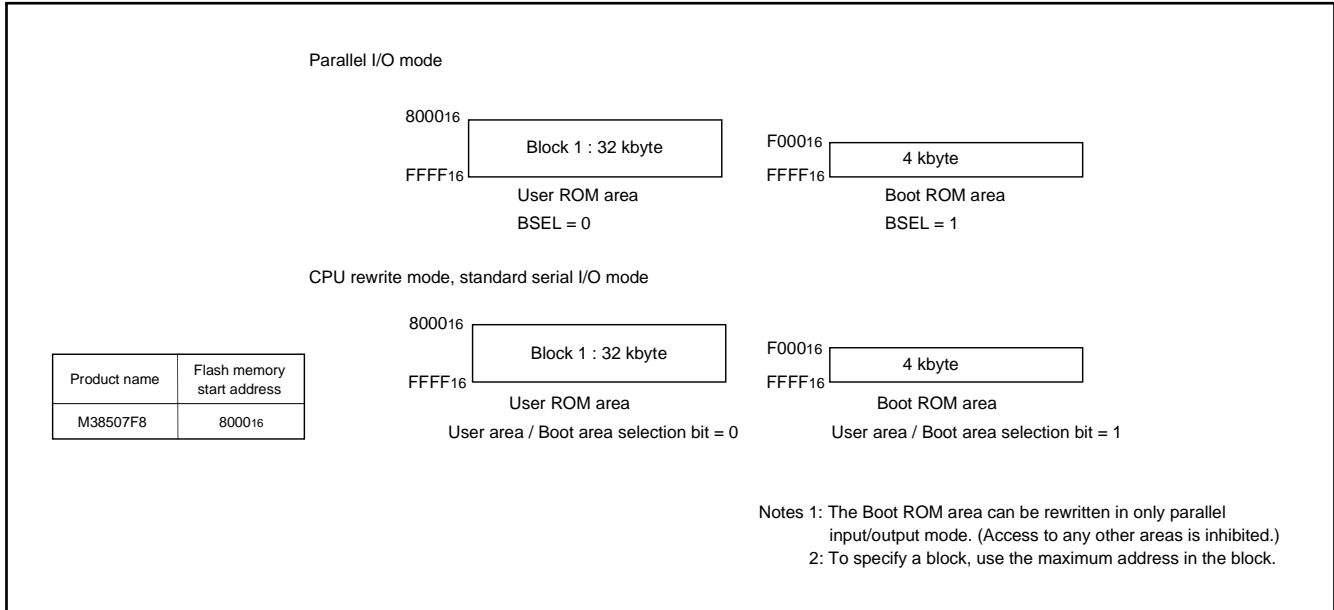 Parallel I/O mode
800016
Block 1 : 32 kbyte
FFFF16
User ROM area
BSEL = 0
F00016
4 kbyte
FFFF16
Boot ROM area
BSEL = 1
CPU rewrite mode, standard serial I/O mode
800016
Block 1 : 32 kbyte
FFFF16
User ROM area
User area / Boot area selection bit = 0
F00016
4 kbyte
FFFF16
Boot ROM area
User area / Boot area selection bit = 1
Product name
Flash memory
start address
M38507F8
800016
Notes 1: The Boot ROM area can be rewritten in only parallel
input/output mode. (Access to any other areas is inhibited.)
2: To specify a block, use the maximum address in the block.